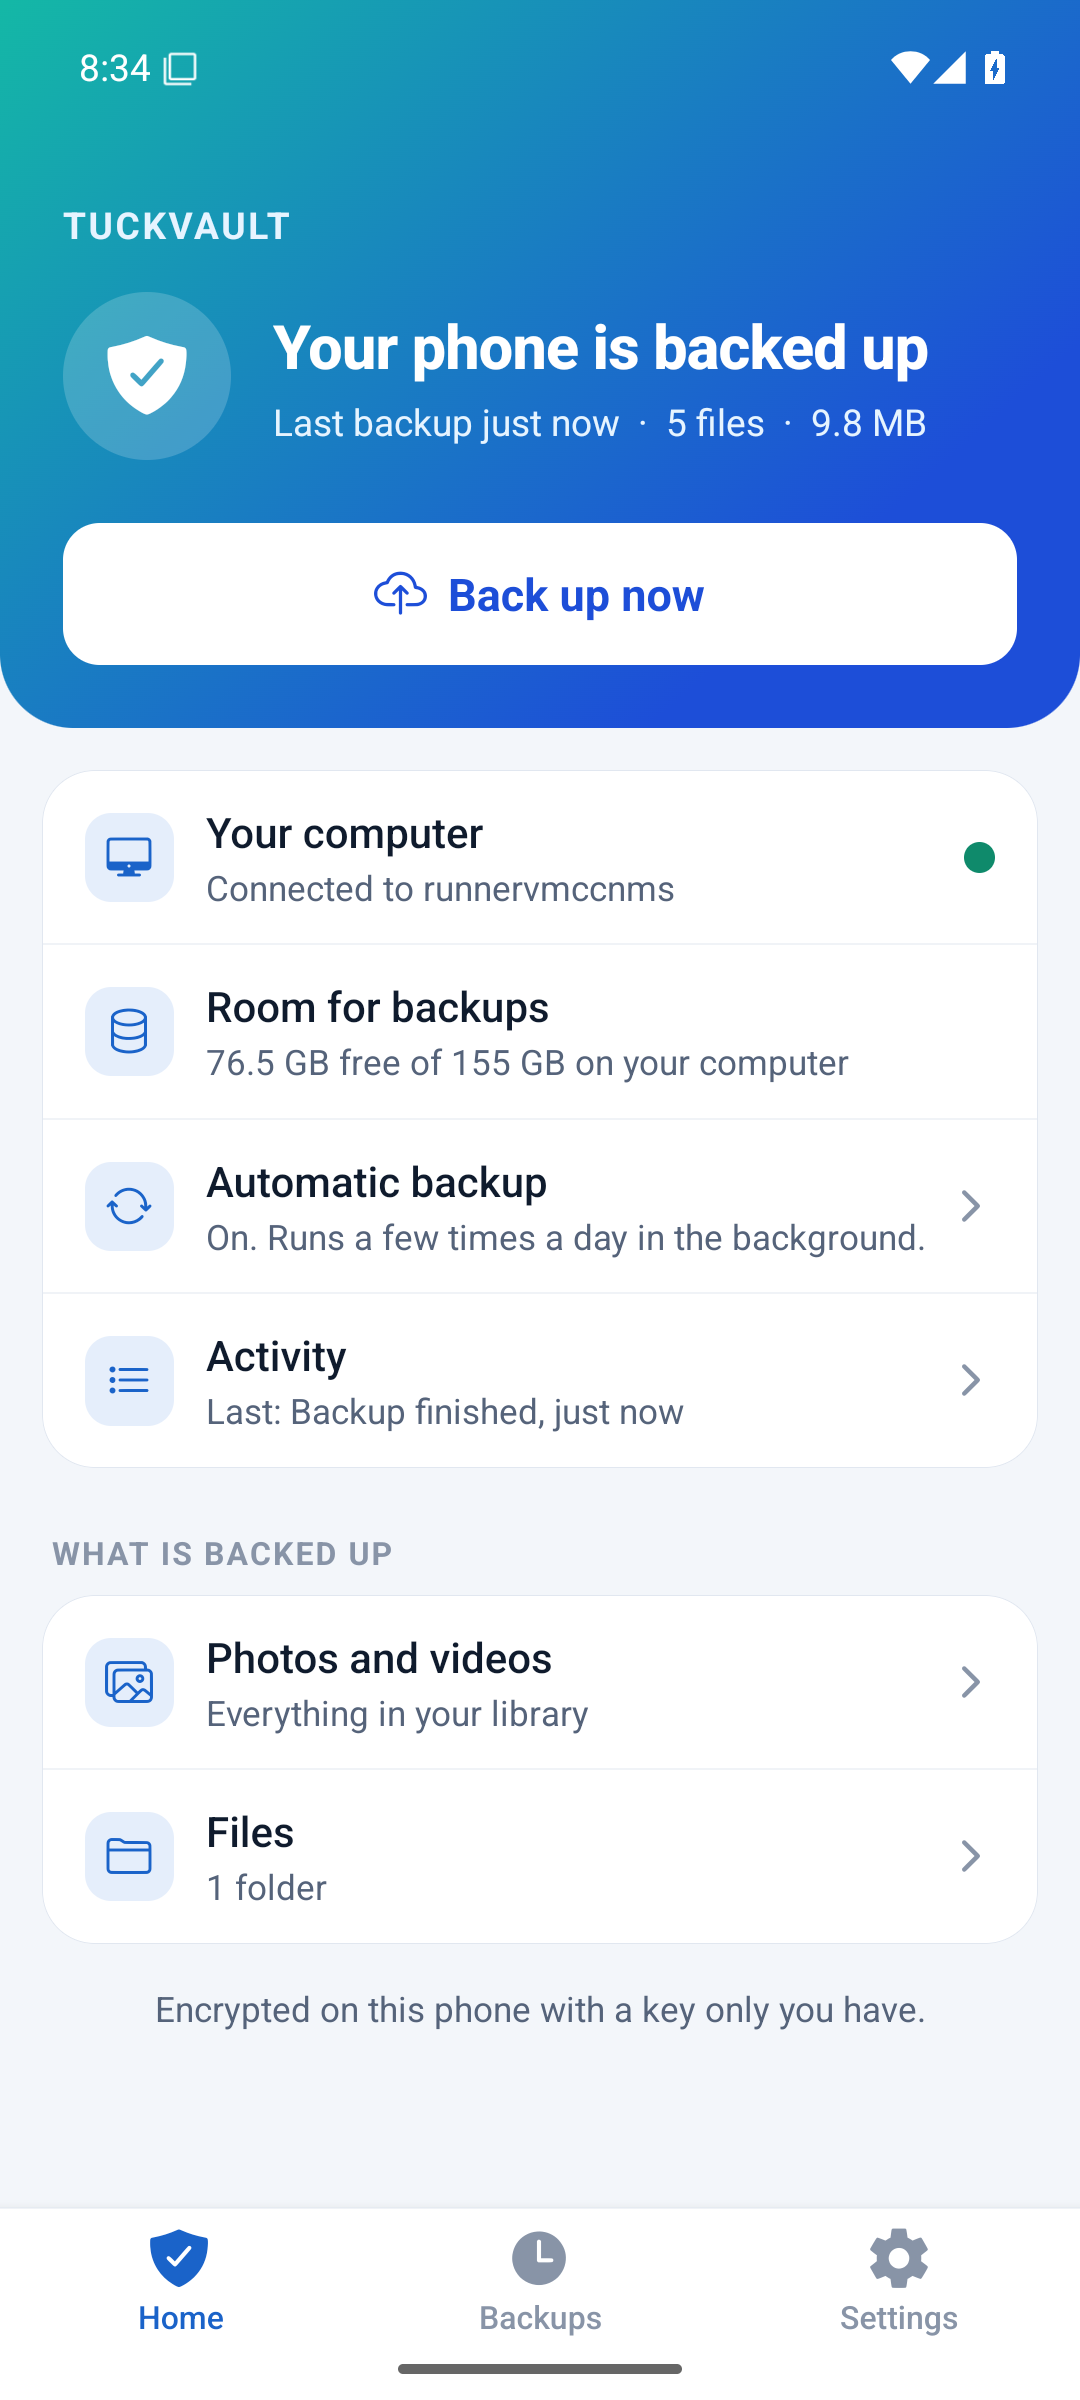 8:34
TUCKVAULT
Your phone is backed up
Last backup just now · 5 files · 9.8 MB
Back up now
Your computer
Connected to runnervmccnms
Room for backups
76.5 GB free of 155 GB on your computer
Automatic backup
On. Runs a few times a day in the background.
Activity
Last: Backup finished, just now
WHAT IS BACKED UP
Photos and videos
Everything in your library
Files
1 folder
Encrypted on this phone with a key only you have.
Home
Backups
Settings